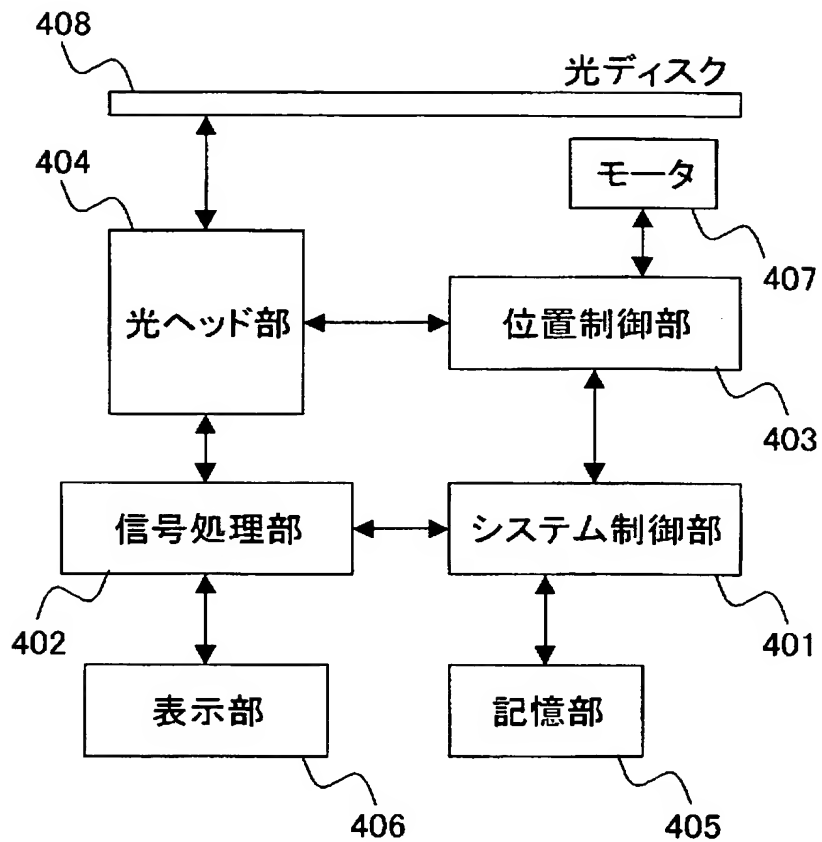 408
光ディスク
404
モータ
407
光ヘッド部
位置制御部
403
信号処理部
システム制御部
402
401
表示部
記憶部
406
405